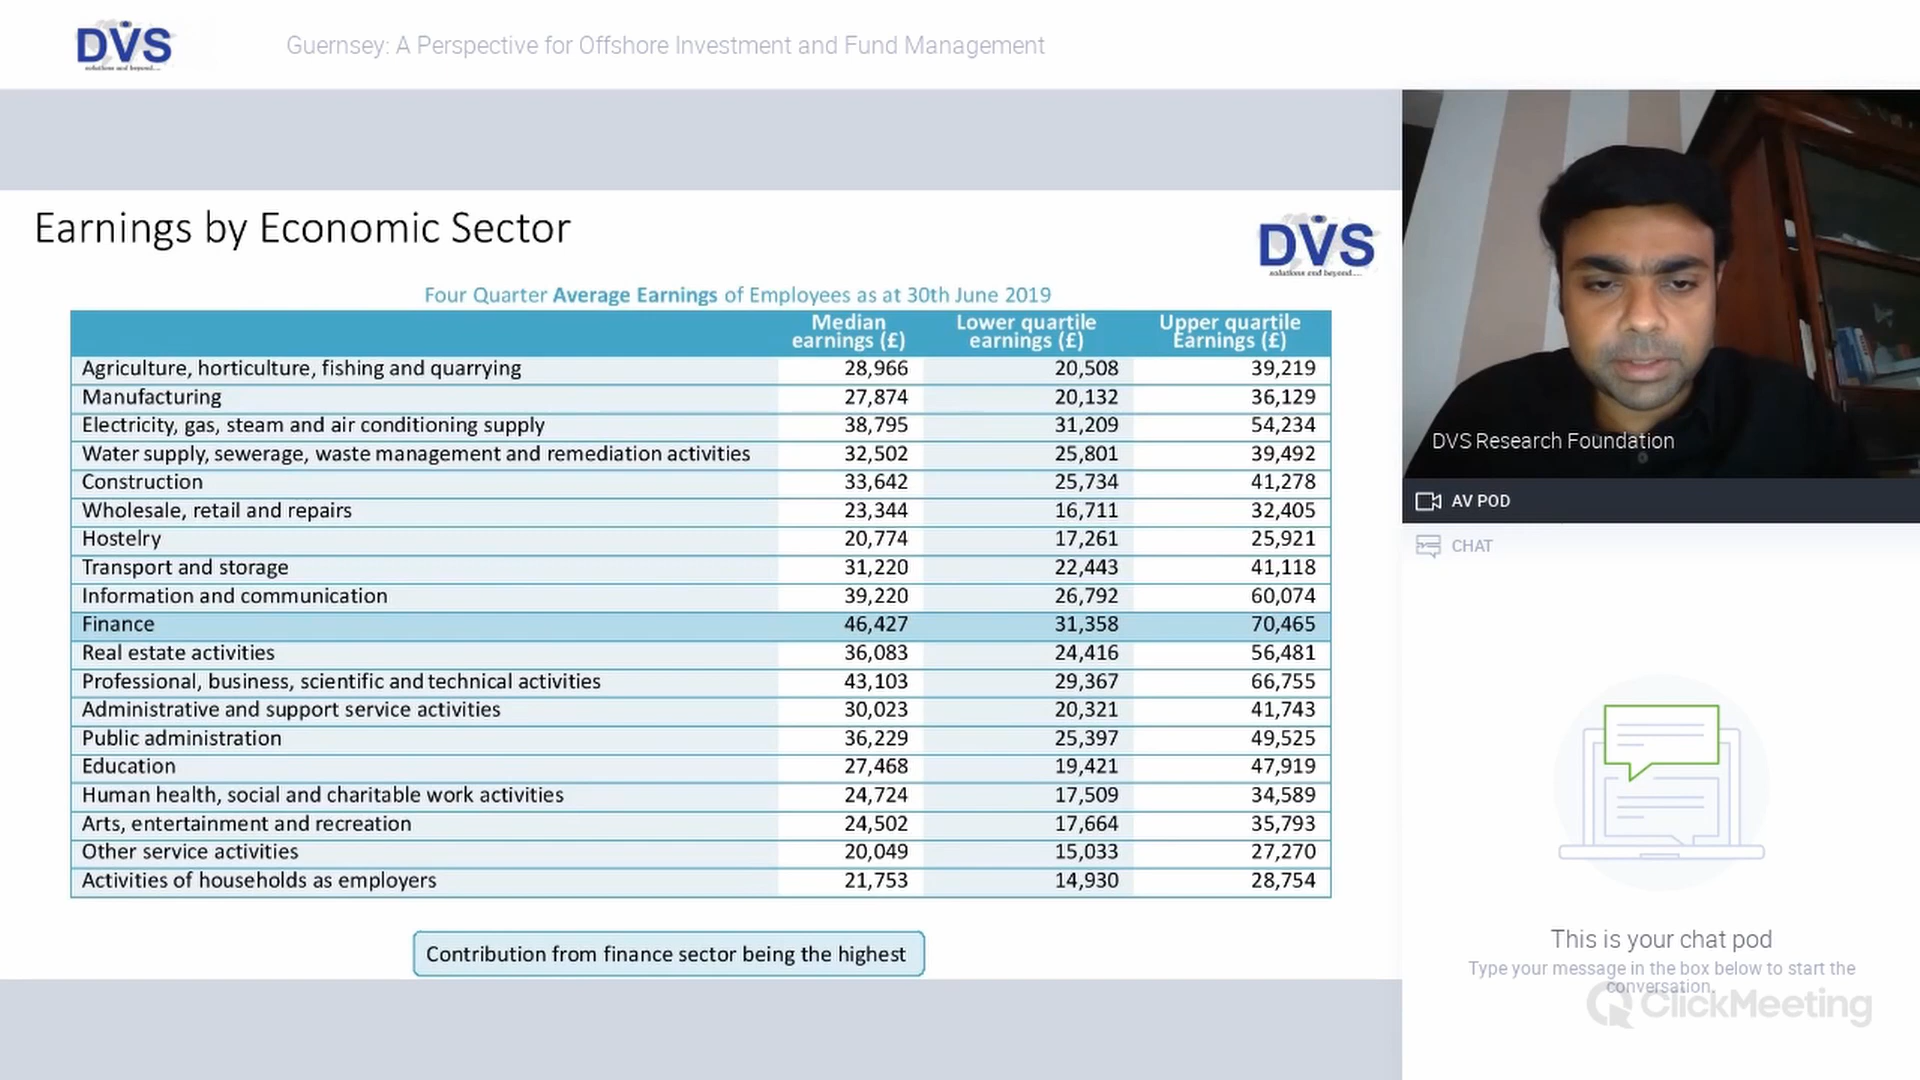 DVS
solutions and beyond....
Guernsey: A Perspective for Offshore Investment and Fund Management
Earnings by Economic Sector
DVS
solutions and beyond....
Four Quarter Average Earnings of Employees as at 30th June 2019
Median earnings (£) Lower quartile earnings (£) Upper quartile Earnings (£)
Agriculture, horticulture, fishing and quarrying 28,966 20,508 39,219
Manufacturing 27,874 20,132 36,129
Electricity, gas, steam and air conditioning supply 38,795 31,209 54,234
Water supply, sewerage, waste management and remediation activities 32,502 25,801 39,492
Construction 33,642 25,734 41,278
Wholesale, retail and repairs 23,344 16,711 32,405
Hostelry 20,774 17,261 25,921
Transport and storage 31,220 22,443 41,118
Information and communication 39,220 26,792 60,074
Finance 46,427 31,358 70,465
Real estate activities 36,083 24,416 56,481
Professional, business, scientific and technical activities 43,103 29,367 66,755
Administrative and support service activities 30,023 20,321 41,743
Public administration 36,229 25,397 49,525
Education 27,468 19,421 47,919
Human health, social and charitable work activities 24,724 17,509 34,589
Arts, entertainment and recreation 24,502 17,664 35,793
Other service activities 20,049 15,033 27,270
Activities of households as employers 21,753 14,930 28,754
Contribution from finance sector being the highest
DVS Research Foundation
AV POD
CHAT
This is your chat pod
Type your message in the box below to start the
conversation.
ClickMeeting